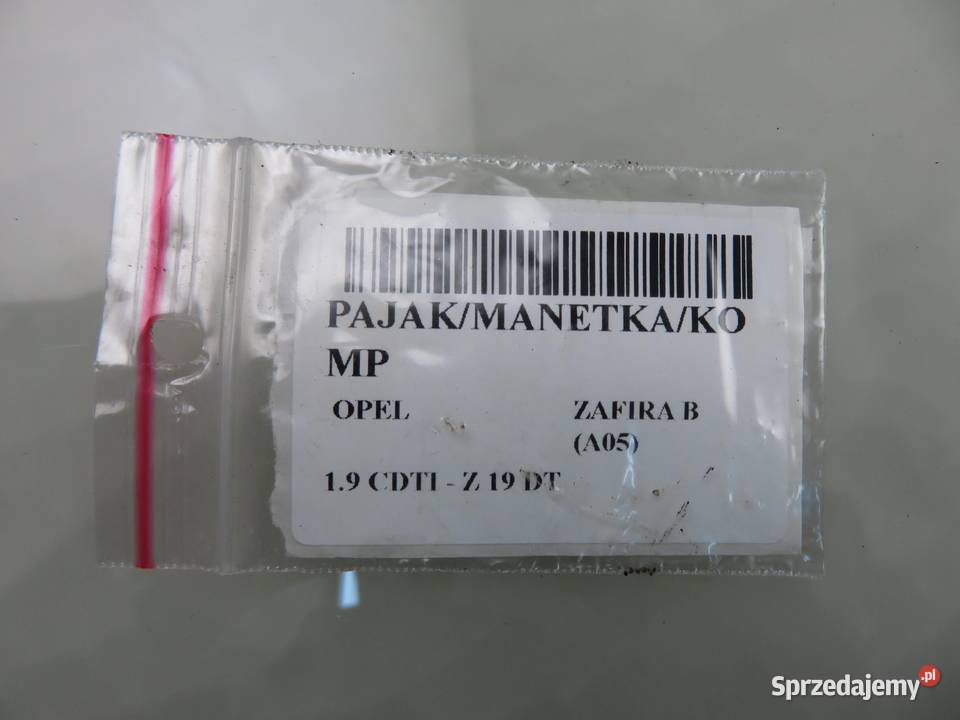 PAJAK/MANETKA/KO
MP
OPEL ZAFIRA B
(A05)
1.9 CDTI - Z 19 DT
Sprzedajemy.pl